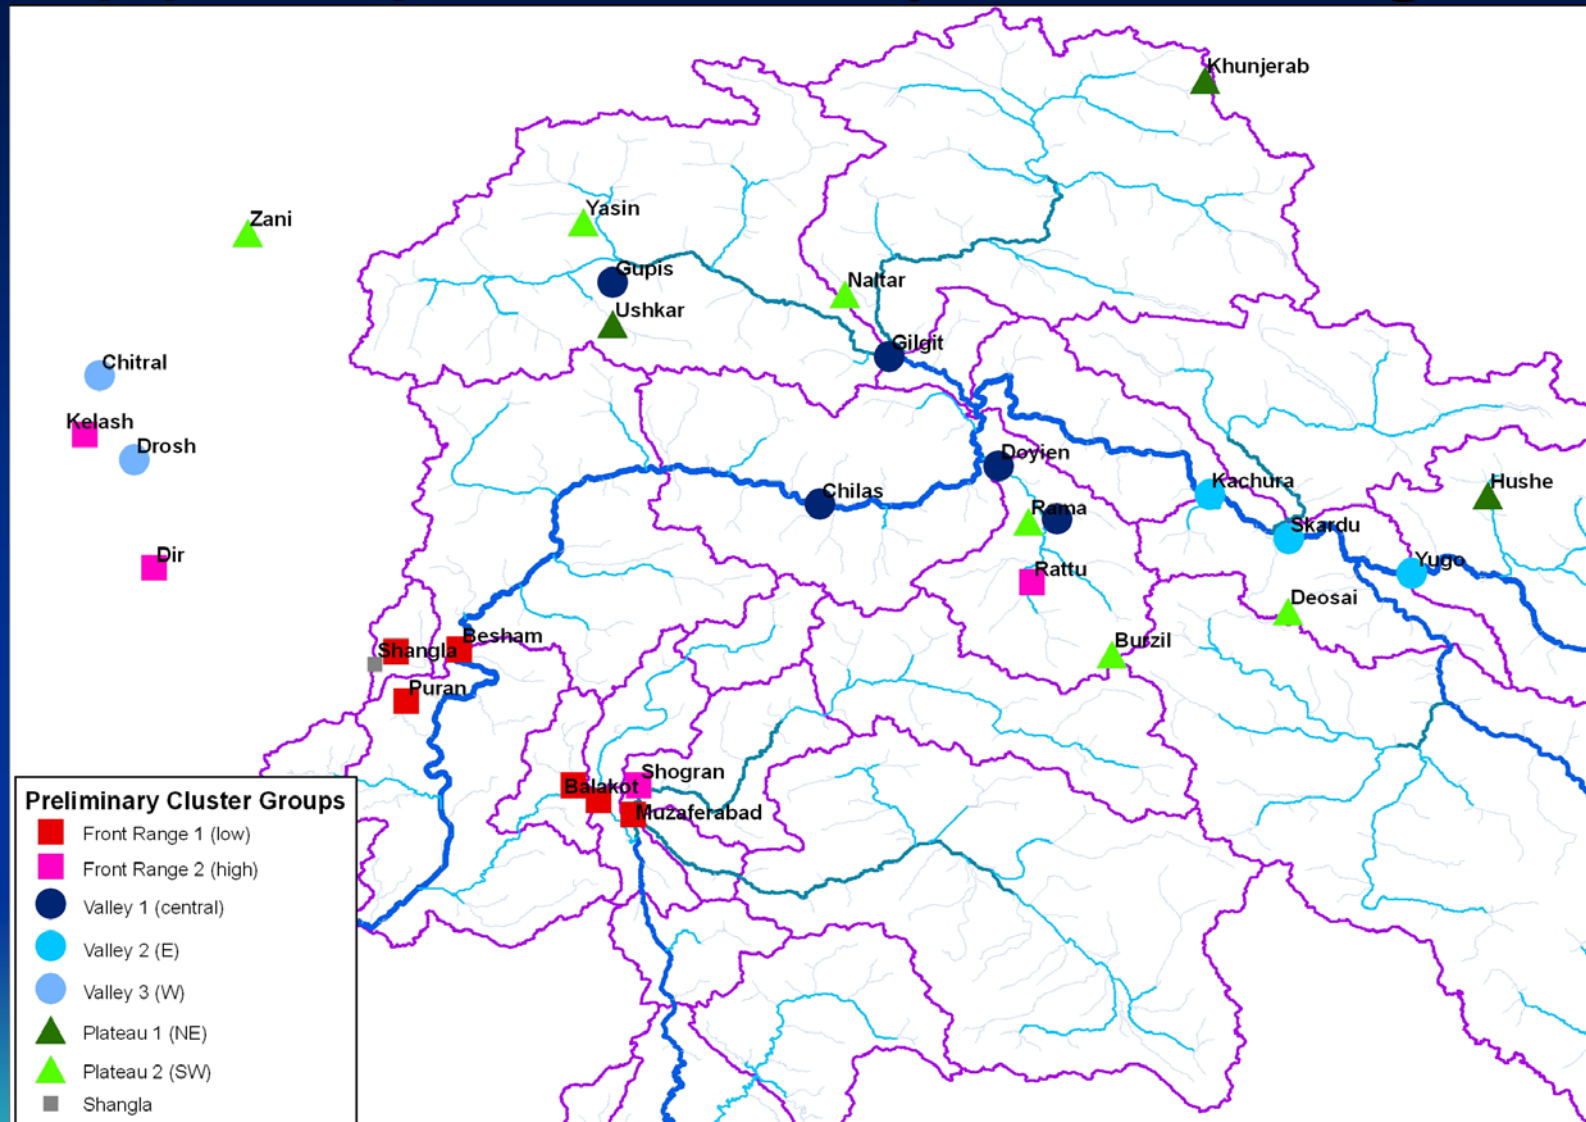 Khunjerab
Yasin
Zani
Gupis
Naltar
Ushkar
Gilgit
Chitral
Kelash
Drosh
Doyien
Kachura
Hushe
Chilas
Rama
Skardu
Dir
Yugo
Rattu
Deosai
Besham
Burzil
Shangla
Puran
Shogran
Balakot
Muzaferabad
Preliminary Cluster Groups
Front Range 1 (low)
Front Range 2 (high)
Valley 1 (central)
Valley 2 (E)
Valley 3 (W)
Plateau 1 (NE)
Plateau 2 (SW)
Shangla